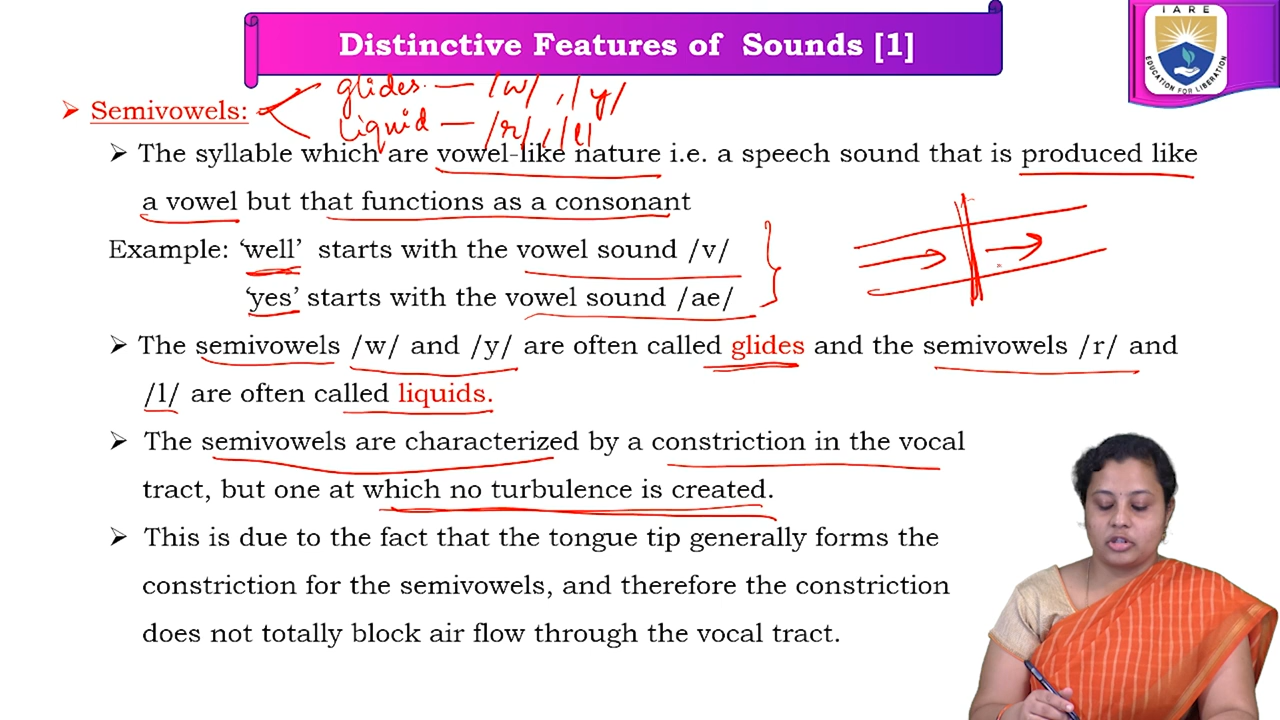 Distinctive Features of Sounds [1]
IARE
EDUCATION FOR LIBERATION
glides — /w/, /y/
➤ Semivowels:
liquid — /r/, /l/
➤ The syllable which are vowel-like nature i.e. a speech sound that is produced like
a vowel but that functions as a consonant
Example: ‘well’ starts with the vowel sound /v/
‘yes’ starts with the vowel sound /ae/
➤ The semivowels /w/ and /y/ are often called glides and the semivowels /r/ and
/l/ are often called liquids.
➤ The semivowels are characterized by a constriction in the vocal
tract, but one at which no turbulence is created.
➤ This is due to the fact that the tongue tip generally forms the
constriction for the semivowels, and therefore the constriction
does not totally block air flow through the vocal tract.